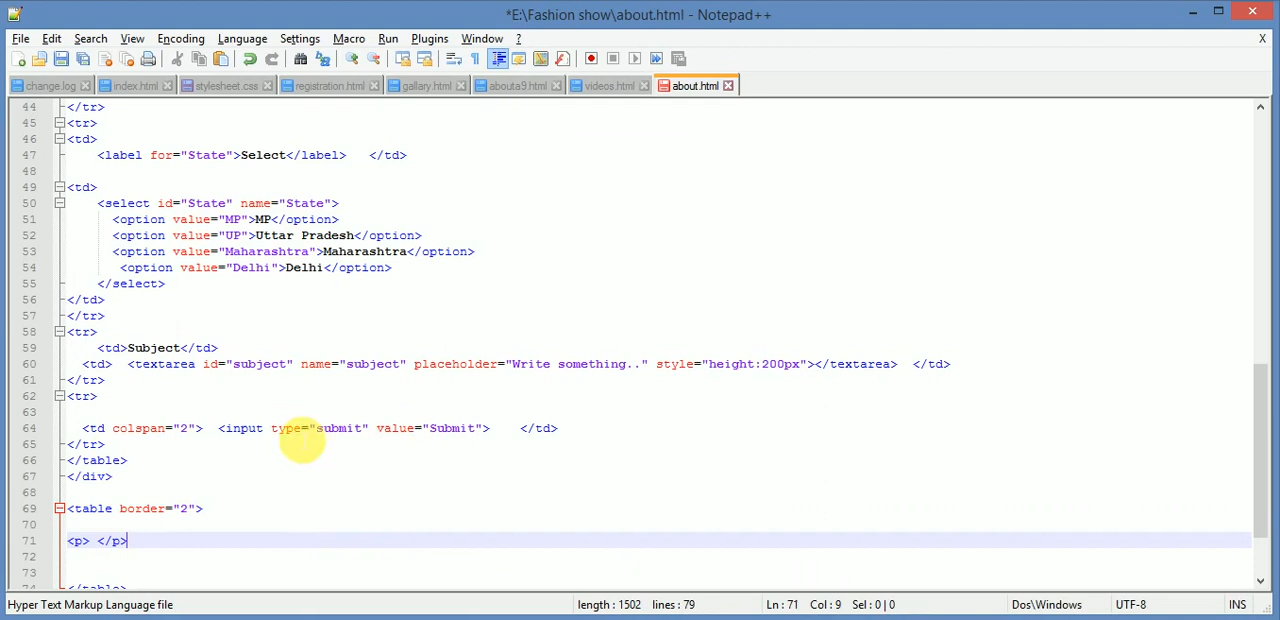 *E:\Fashion show\about.html - Notepad++
File Edit Search View Encoding Language Settings Macro Run Plugins Window ? X
change.log index.html stylesheet.css registration.html gallary.html abouta9.html videos.html about.html
44 </tr>
45 <tr>
46 <td>
47 <label for="State">Select</label> </td>
48
49 <td>
50 <select id="State" name="State">
51 <option value="MP">MP</option>
52 <option value="UP">Uttar Pradesh</option>
53 <option value="Maharashtra">Maharashtra</option>
54 <option value="Delhi">Delhi</option>
55 </select>
56 </td>
57 </tr>
58 <tr>
59 <td>Subject</td>
60 <td> <textarea id="subject" name="subject" placeholder="Write something.." style="height:200px"></textarea> </td>
61 </tr>
62 <tr>
63
64 <td colspan="2"> <input type="submit" value="Submit"> </td>
65 </tr>
66 </table>
67 </div>
68
69 <table border="2">
70
71 <p> </p>
72
73
74 </table>
Hyper Text Markup Language file length : 1502 lines : 79 Ln : 71 Col : 9 Sel : 0 | 0 Dos\Windows UTF-8 INS